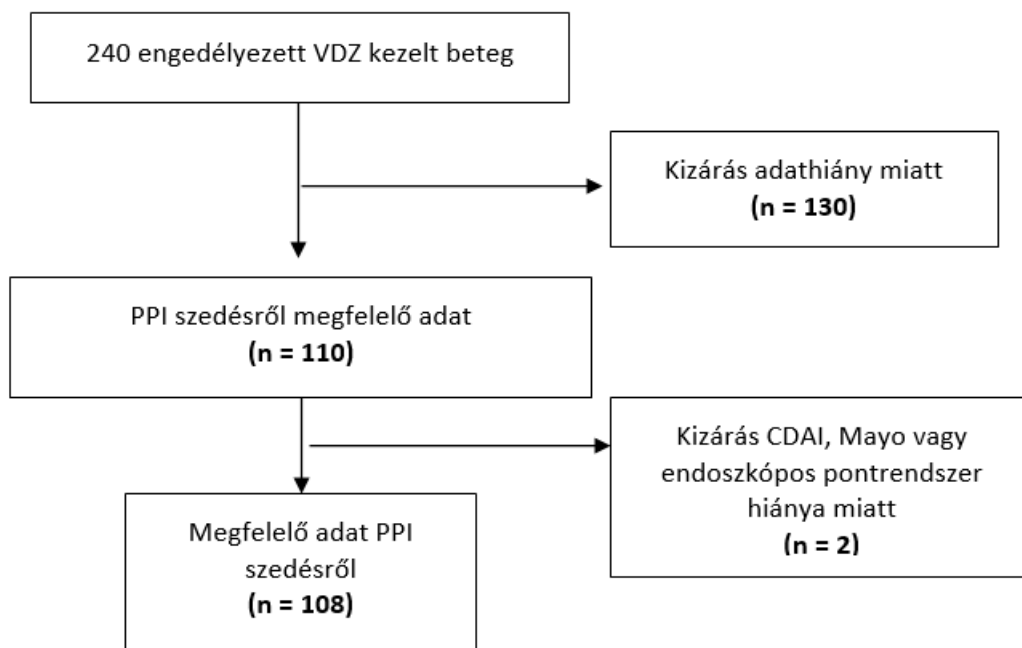 240 engedélyezett VDZ kezelt beteg
Kizárás adathiány miatt
(n = 130)
PPI szedésről megfelelő adat
(n = 110)
Kizárás CDAI, Mayo vagy
endoszkópos pontrendszer
hiánya miatt
(n = 2)
Megfelelő adat PPI
szedésről
(n = 108)